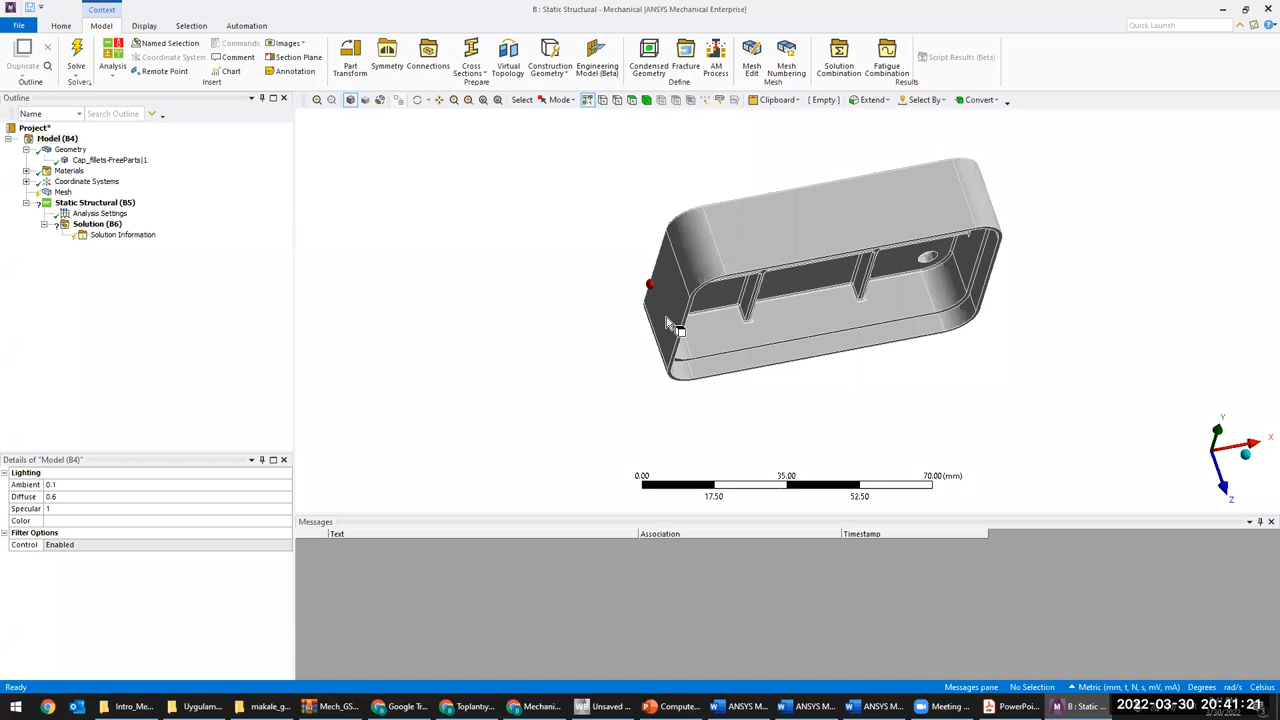 Context
B : Static Structural - Mechanical [ANSYS Mechanical Enterprise]
File Home Model Display Selection Automation
Quick Launch
Duplicate
Outline
Solve
Solver
Analysis
Named Selection
Coordinate System
Remote Point
Commands
Comment
Chart
Images
Section Plane
Annotation
Insert
Part Transform
Symmetry
Connections
Cross Sections
Virtual Topology
Construction Geometry
Engineering Model (Beta)
Prepare
Condensed Geometry
Fracture
AM Process
Define
Mesh Edit
Mesh Numbering
Mesh
Solution Combination
Fatigue Combination
Results
Script Results (Beta)
Outline
Select Mode Clipboard [ Empty ] Extend Select By Convert
Name Search Outline
Project*
Model (B4)
Geometry
Cap_fillets-FreeParts|1
Materials
Coordinate Systems
Mesh
Static Structural (B5)
Analysis Settings
Solution (B6)
Solution Information
Y
X
Z
0.00 35.00 70.00 (mm)
17.50 52.50
Details of "Model (B4)"
Lighting
Ambient 0.1
Diffuse 0.6
Specular 1
Color
Filter Options
Control Enabled
Messages
Text Association Timestamp
Ready
Messages pane No Selection Metric (mm, t, N, s, mV, mA) Degrees rad/s Celsius
Intro_Me... Uygulam... makale_g... Mech_GS... Google Tr... Toplantıy... Mechani... Unsaved ... Compute... ANSYS M... ANSYS M... ANSYS M... Meeting ... PowerPoi... B : Static ...
2022-03-30 20:41:21